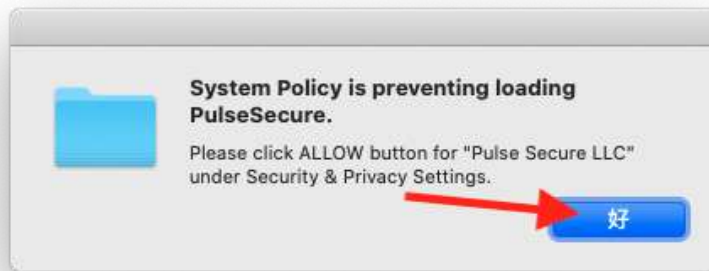 System Policy is preventing loading
PulseSecure.
Please click ALLOW button for "Pulse Secure LLC"
under Security & Privacy Settings.
好